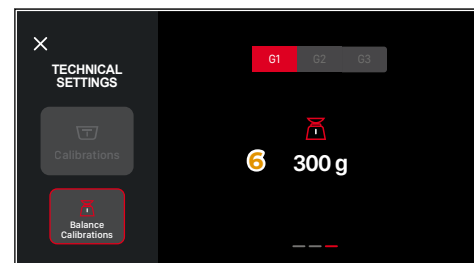 TECHNICAL
SETTINGS
Calibrations
Balance
Calibrations
G1 G2 G3
6 300 g